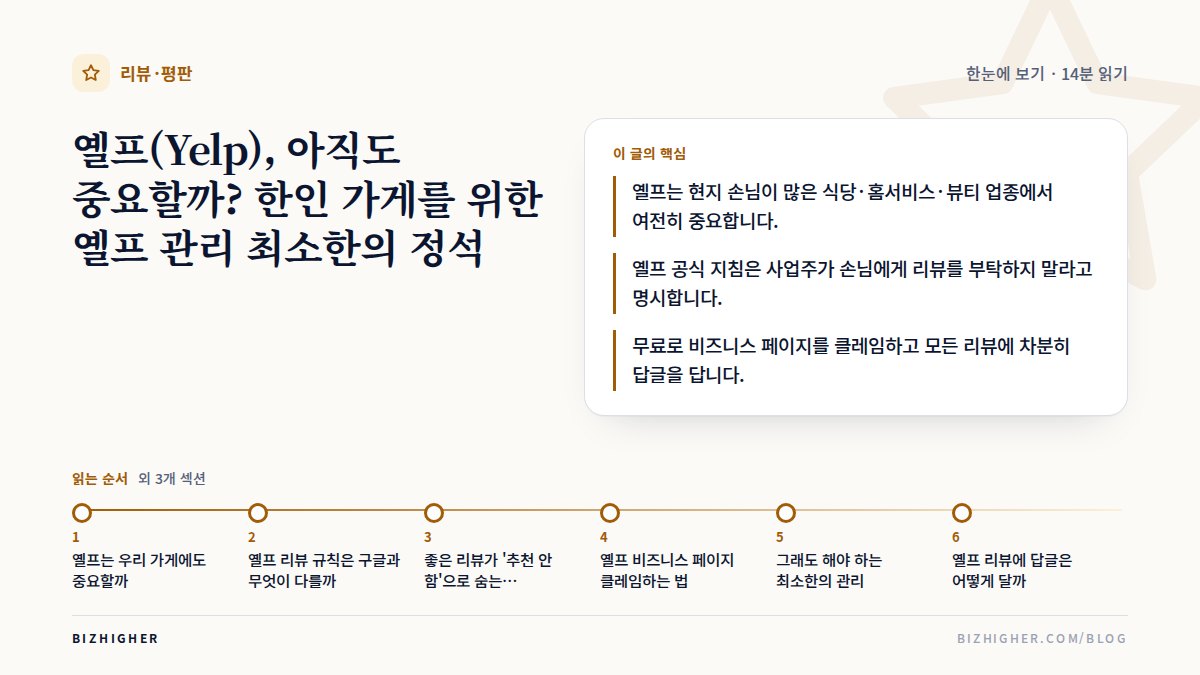 리뷰·평판
한눈에 보기 · 14분 읽기
옐프(Yelp), 아직도
중요할까? 한인 가게를 위한
옐프 관리 최소한의 정석
이 글의 핵심
옐프는 현지 손님이 많은 식당·홈서비스·뷰티 업종에서
여전히 중요합니다.
옐프 공식 지침은 사업주가 손님에게 리뷰를 부탁하지 말라고
명시합니다.
무료로 비즈니스 페이지를 클레임하고 모든 리뷰에 차분히
답글을 답니다.
읽는 순서 외 3개 섹션
1
옐프는 우리 가게에도
중요할까
2
옐프 리뷰 규칙은 구글과
무엇이 다를까
3
좋은 리뷰가 '추천 안
함'으로 숨는…
4
옐프 비즈니스 페이지
클레임하는 법
5
그래도 해야 하는
최소한의 관리
6
옐프 리뷰에 답글은
어떻게 달까
BIZHIGHER
BIZHIGHER.COM/BLOG